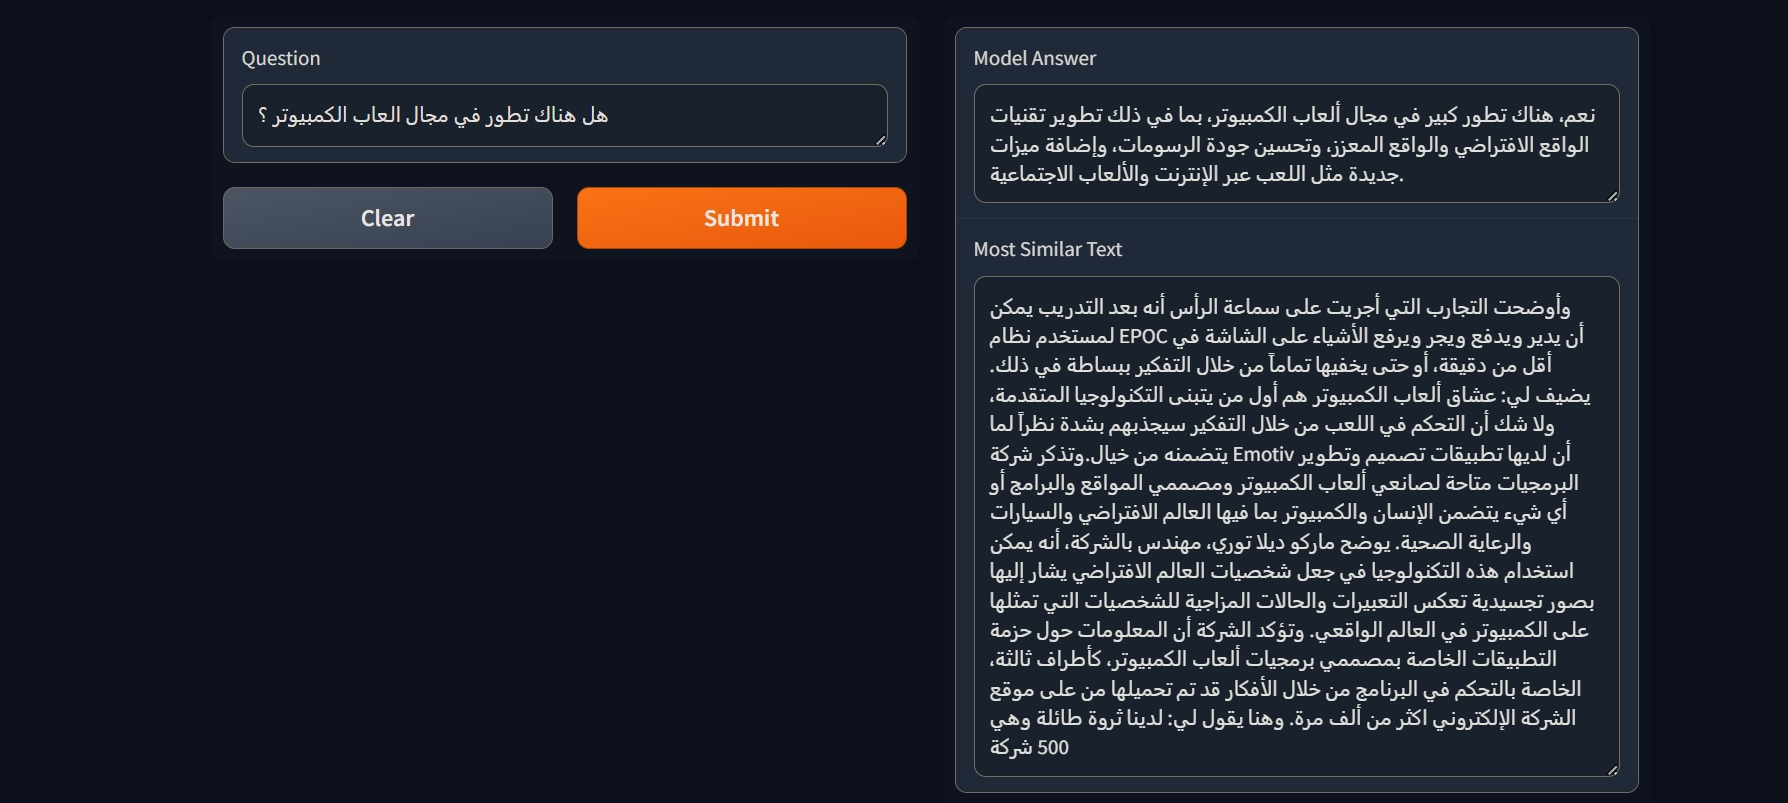 Question
هل هناك تطور في مجال العاب الكمبيوتر ؟
Clear
Submit
Model Answer
نعم، هناك تطور كبير في مجال ألعاب الكمبيوتر، بما في ذلك تطوير تقنيات
الواقع الافتراضي والواقع المعزز، وتحسين جودة الرسومات، وإضافة ميزات
جديدة مثل اللعب عبر الإنترنت والألعاب الاجتماعية.
Most Similar Text
وأوضحت التجارب التي أجريت على سماعة الرأس أنه بعد التدريب يمكن
لمستخدم نظام EPOC أن يدير ويدفع ويجر ويرفع الأشياء على الشاشة في
أقل من دقيقة، أو حتى يخفيها تماماً من خلال التفكير ببساطة في ذلك.
يضيف لي: عشاق ألعاب الكمبيوتر هم أول من يتبنى التكنولوجيا المتقدمة،
ولا شك أن التحكم في اللعب من خلال التفكير سيجذبهم بشدة نظراً لما
يتضمنه من خيال.وتذكر شركة Emotiv أن لديها تطبيقات تصميم وتطوير
البرمجيات متاحة لصانعي ألعاب الكمبيوتر ومصممي المواقع والبرامج أو
أي شيء يتضمن الإنسان والكمبيوتر بما فيها العالم الافتراضي والسيارات
والرعاية الصحية. يوضح ماركو ديلا توري، مهندس بالشركة، أنه يمكن
استخدام هذه التكنولوجيا في جعل شخصيات العالم الافتراضي يشار إليها
بصور تجسيدية تعكس التعبيرات والحالات المزاجية للشخصيات التي تمثلها
على الكمبيوتر في العالم الواقعي. وتؤكد الشركة أن المعلومات حول حزمة
التطبيقات الخاصة بمصممي برمجيات ألعاب الكمبيوتر، كأطراف ثالثة،
الخاصة بالتحكم في البرنامج من خلال الأفكار قد تم تحميلها من على موقع
الشركة الإلكتروني اكثر من ألف مرة. وهنا يقول لي: لدينا ثروة طائلة وهي
500 شركة